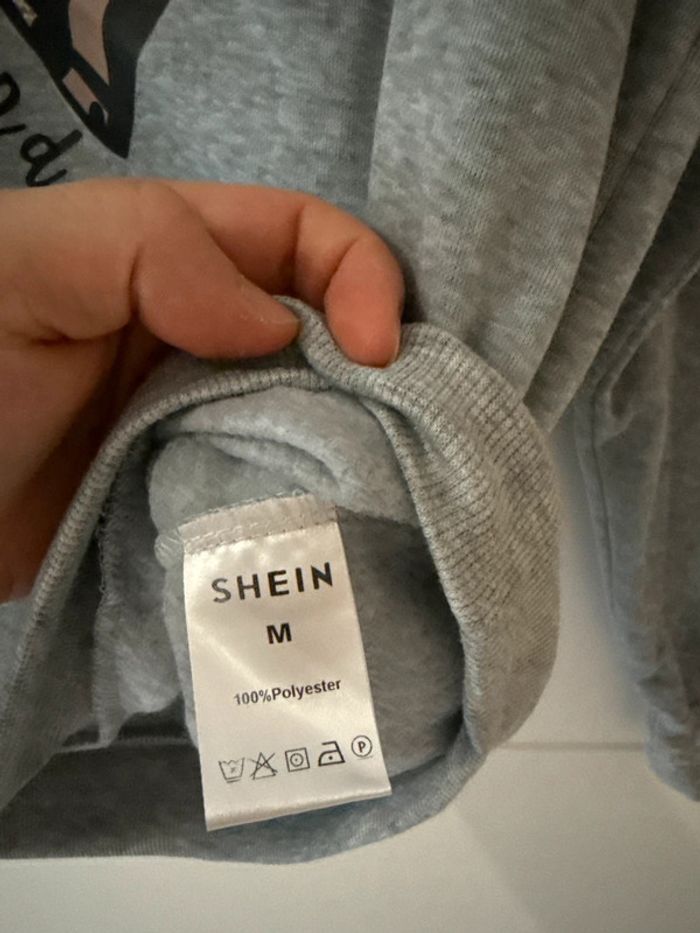 SHEIN
M
100%Polyester
P